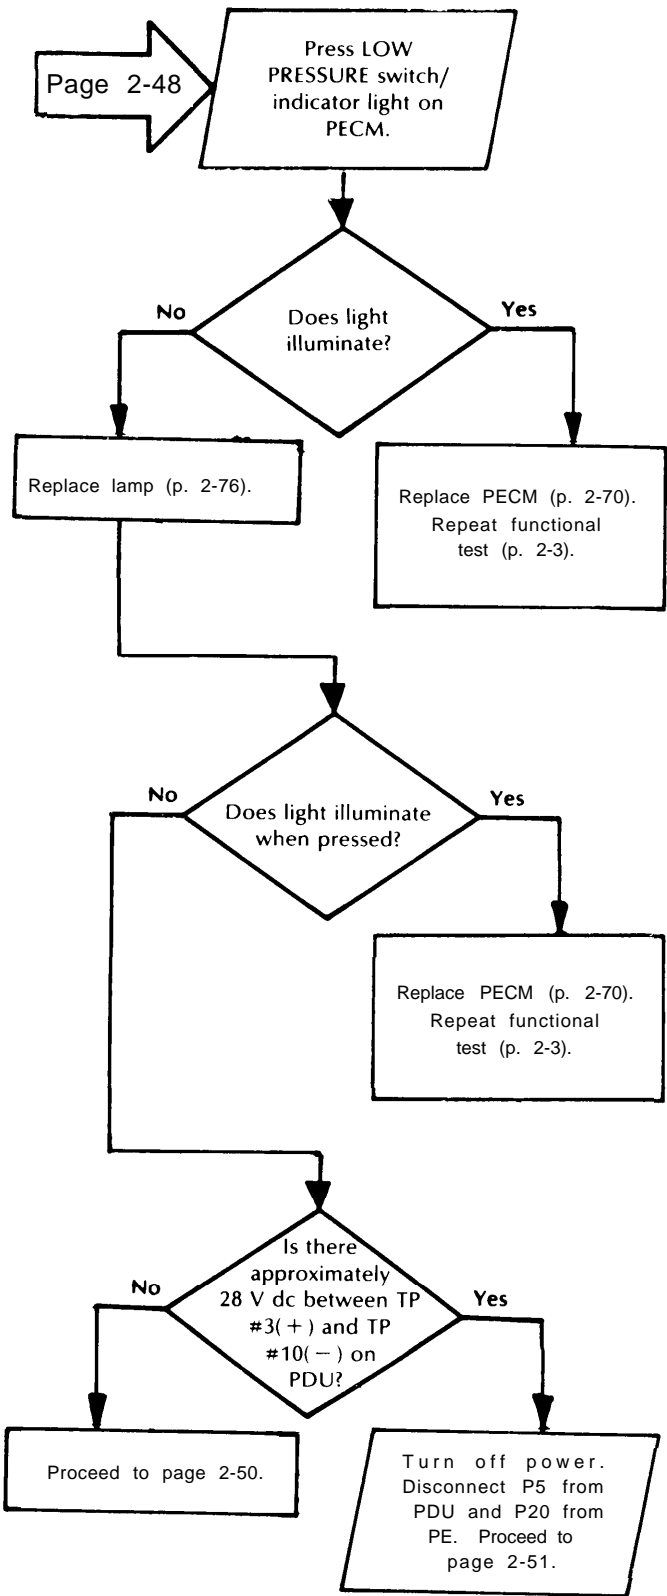 Page 2-48
Press LOW
PRESSURE switch/
indicator light on
PECM.
No
Yes
Does light
illuminate?
Replace lamp (p. 2-76).
Replace PECM (p. 2-70).
Repeat functional
test (p. 2-3).
No
Yes
Does light illuminate
when pressed?
Replace PECM (p. 2-70).
Repeat functional
test (p. 2-3).
No
Yes
Is there
approximately
28 V dc between TP
#3(+) and TP
#10(−) on
PDU?
Proceed to page 2-50.
Turn off power.
Disconnect P5 from
PDU and P20 from
PE. Proceed to
page 2-51.